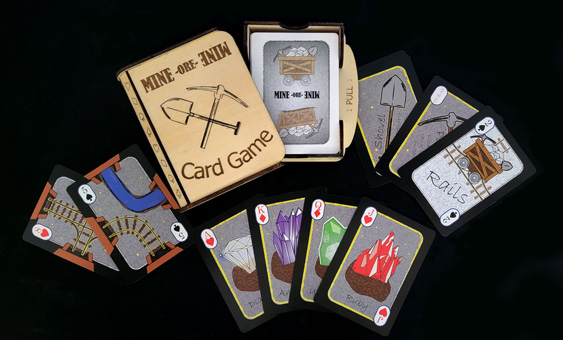 MINE -ORE- MINE
Card Game
MINE -ORE- MINE
: PULL :
Shovel
Rails
A
K
Q
J
Ruby
J